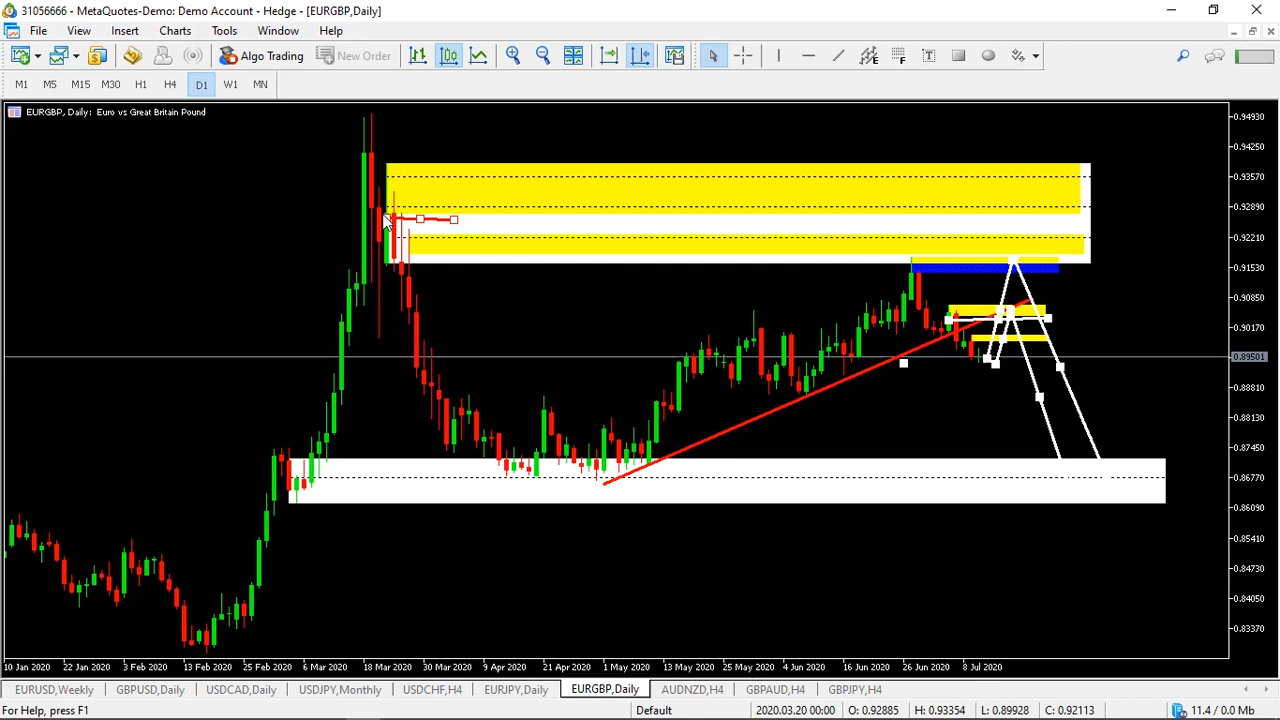 31056666 - MetaQuotes-Demo: Demo Account - Hedge - [EURGBP,Daily]
File View Insert Charts Tools Window Help
Algo Trading New Order
M1 M5 M15 M30 H1 H4 D1 W1 MN
EURGBP, Daily: Euro vs Great Britain Pound
0.94930
0.94250
0.93570
0.92890
0.92210
0.91530
0.90850
0.90170
0.89501
0.88810
0.88130
0.87450
0.86770
0.86090
0.85410
0.84730
0.84050
0.83370
10 Jan 2020 22 Jan 2020 3 Feb 2020 13 Feb 2020 25 Feb 2020 6 Mar 2020 18 Mar 2020 30 Mar 2020 9 Apr 2020 21 Apr 2020 1 May 2020 13 May 2020 25 May 2020 4 Jun 2020 16 Jun 2020 26 Jun 2020 8 Jul 2020
EURUSD,Weekly GBPUSD,Daily USDCAD,Daily USDJPY,Monthly USDCHF,H4 EURJPY,Daily EURGBP,Daily AUDNZD,H4 GBPAUD,H4 GBPJPY,H4
For Help, press F1 Default 2020.03.20 00:00 O: 0.92885 H: 0.93354 L: 0.89928 C: 0.92113 11.4 / 0.0 Mb